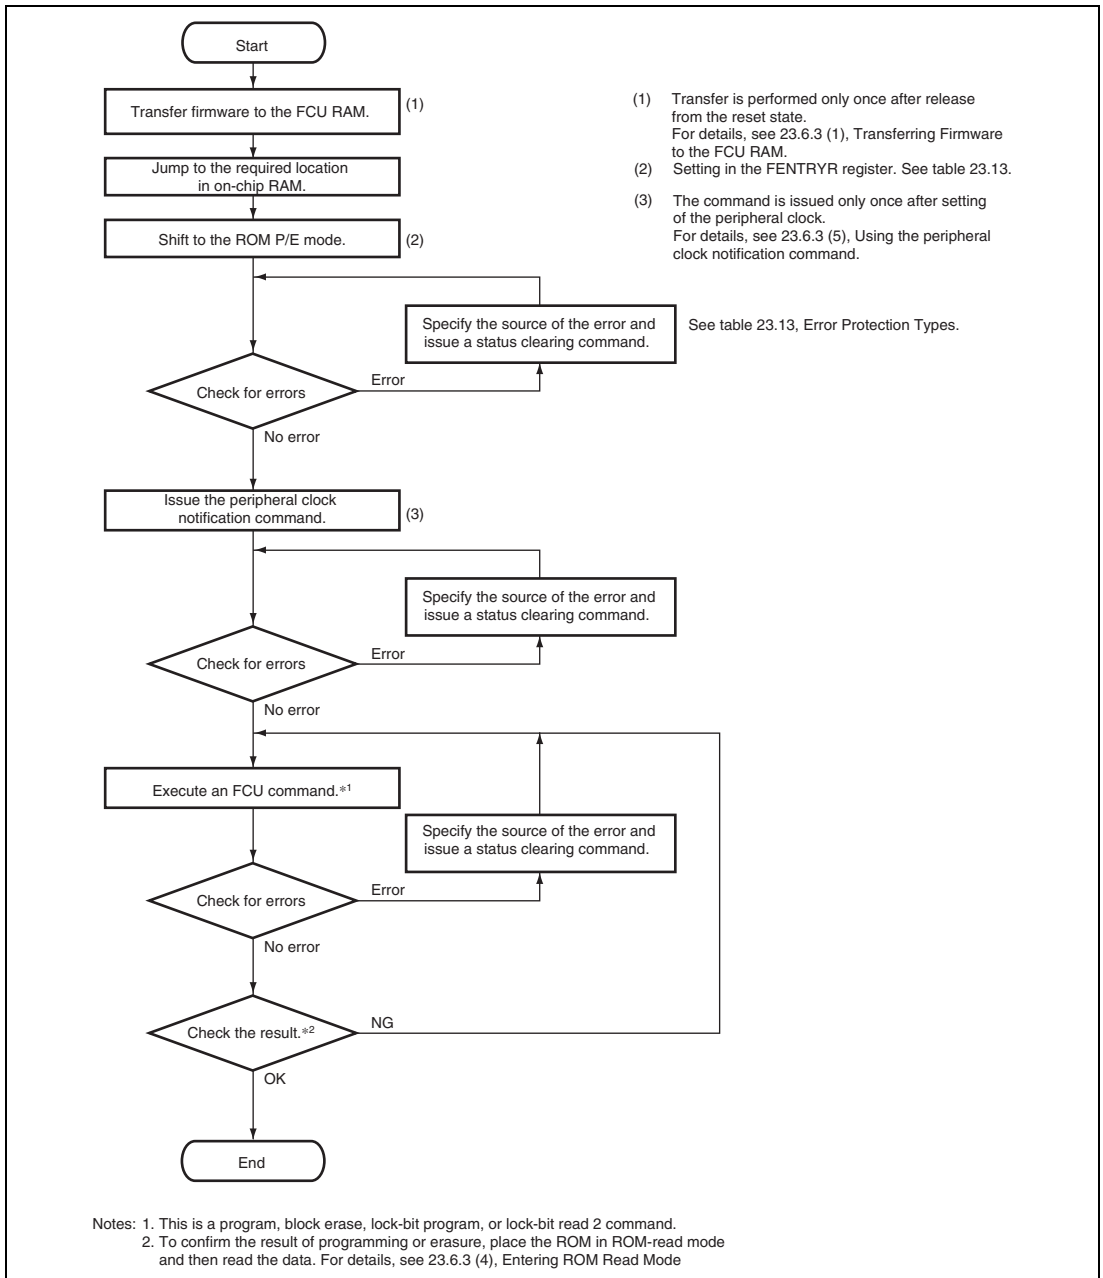 Start
Transfer firmware to the FCU RAM.
(1)
Jump to the required location
in on-chip RAM.
Shift to the ROM P/E mode.
(2)
(1) Transfer is performed only once after release
from the reset state.
For details, see 23.6.3 (1), Transferring Firmware
to the FCU RAM.
(2) Setting in the FENTRYR register. See table 23.13.
(3) The command is issued only once after setting
of the peripheral clock.
For details, see 23.6.3 (5), Using the peripheral
clock notification command.
Specify the source of the error and
issue a status clearing command.
See table 23.13, Error Protection Types.
Check for errors
Error
No error
Issue the peripheral clock
notification command.
(3)
Specify the source of the error and
issue a status clearing command.
Check for errors
Error
No error
Execute an FCU command.*1
Specify the source of the error and
issue a status clearing command.
Check for errors
Error
No error
Check the result.*2
NG
OK
End
Notes: 1. This is a program, block erase, lock-bit program, or lock-bit read 2 command.
2. To confirm the result of programming or erasure, place the ROM in ROM-read mode
and then read the data. For details, see 23.6.3 (4), Entering ROM Read Mode